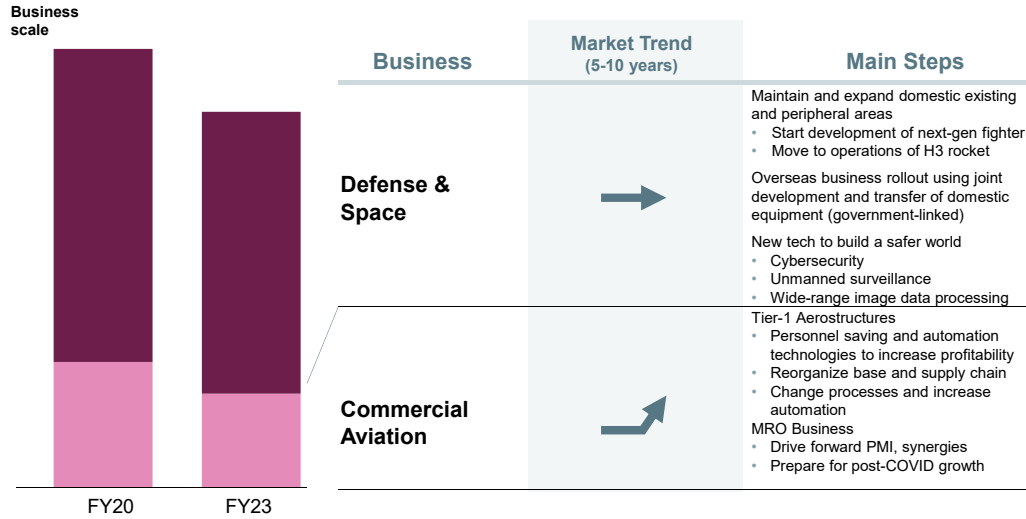 Business
scale
FY20
FY23
Business
Market Trend
(5-10 years)
Main Steps
Defense &
Space
Maintain and expand domestic existing
and peripheral areas
• Start development of next-gen fighter
• Move to operations of H3 rocket
Overseas business rollout using joint
development and transfer of domestic
equipment (government-linked)
New tech to build a safer world
• Cybersecurity
• Unmanned surveillance
• Wide-range image data processing
Commercial
Aviation
Tier-1 Aerostructures
• Personnel saving and automation
technologies to increase profitability
• Reorganize base and supply chain
• Change processes and increase
automation
MRO Business
• Drive forward PMI, synergies
• Prepare for post-COVID growth